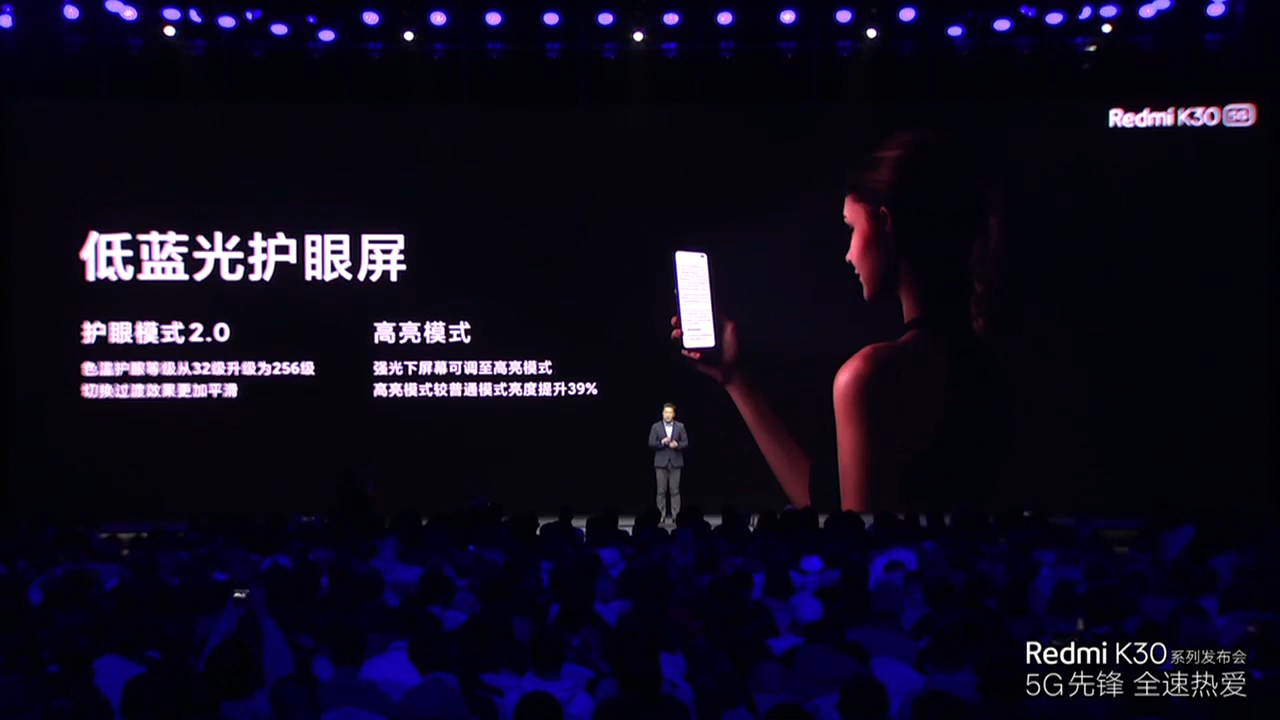 Redmi K30 5G
低蓝光护眼屏
护眼模式2.0
色温护眼等级从32级升级为256级
切换过渡效果更加平滑
高亮模式
强光下屏幕可调至高亮模式
高亮模式较普通模式亮度提升39%
Redmi K30系列发布会
5G先锋 全速热爱